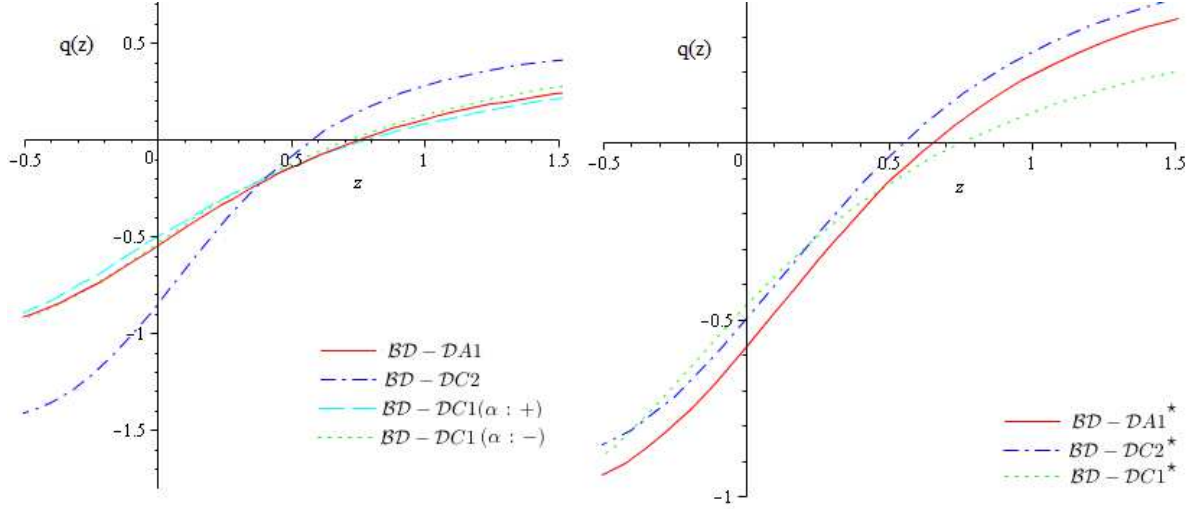 q(z)
0.5
-0.5
0
0.5
1
1.5
z
-0.5
-1
-1.5
BD - DA1
BD - DC2
BD - DC1(α : +)
BD - DC1(α : -)
q(z)
-0.5
0
0.5
1
1.5
z
-0.5
-1
BD - DA1*
BD - DC2*
BD - DC1*